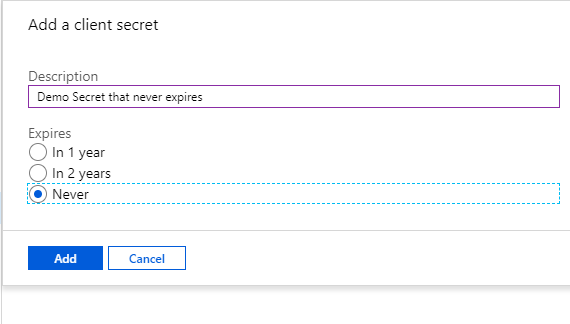 Add a client secret
Description
Demo Secret that never expires
Expires
In 1 year
In 2 years
Never
Add Cancel